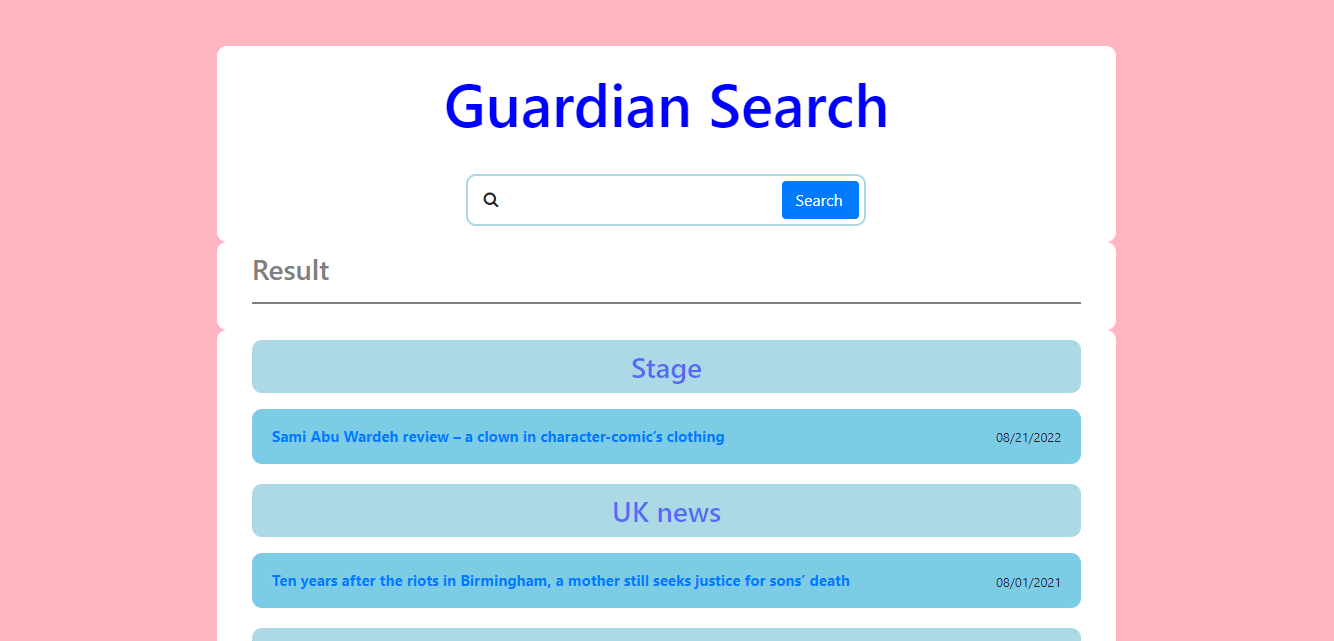 Guardian Search
Search
Result
Stage
Sami Abu Wardeh review – a clown in character-comic’s clothing 08/21/2022
UK news
Ten years after the riots in Birmingham, a mother still seeks justice for sons’ death 08/01/2021